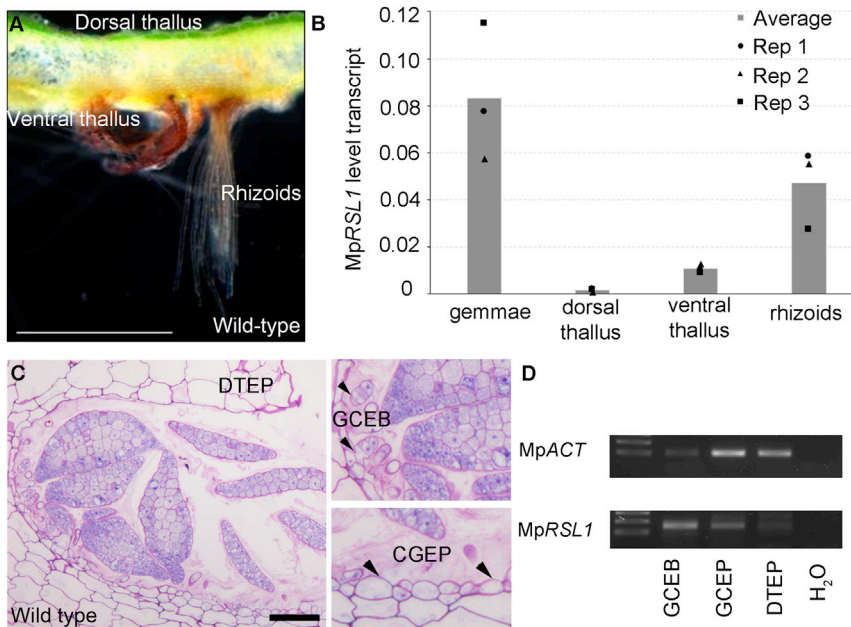 A
Dorsal thallus
Ventral thallus
Rhizoids
Wild-type
B
MpRSL1 level transcript
0.12
0.10
0.08
0.06
0.04
0.02
0
Average
Rep 1
Rep 2
Rep 3
gemmae
dorsal
thallus
ventral
thallus
rhizoids
C
DTEP
Wild type
GCEB
CGEP
D
MpACT
MpRSL1
GCEB
GCEP
DTEP
H₂O